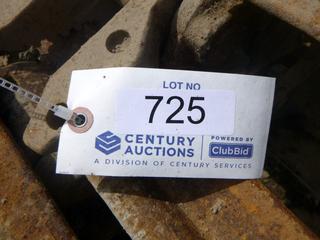 LOT NO
725
CENTURY
AUCTIONS
POWERED BY
ClubBid
A DIVISION OF CENTURY SERVICES